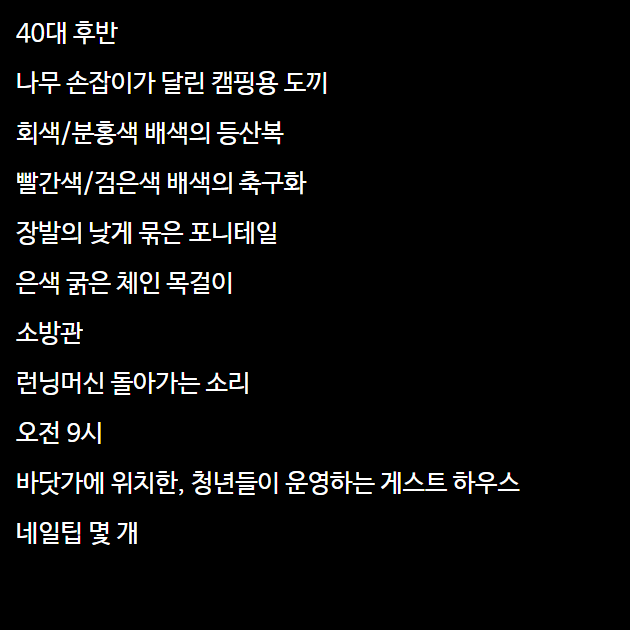 40대 후반
나무 손잡이가 달린 캠핑용 도끼
회색/분홍색 배색의 등산복
빨간색/검은색 배색의 축구화
장발의 낮게 묶은 포니테일
은색 굵은 체인 목걸이
소방관
런닝머신 돌아가는 소리
오전 9시
바닷가에 위치한, 청년들이 운영하는 게스트 하우스
네일팁 몇 개